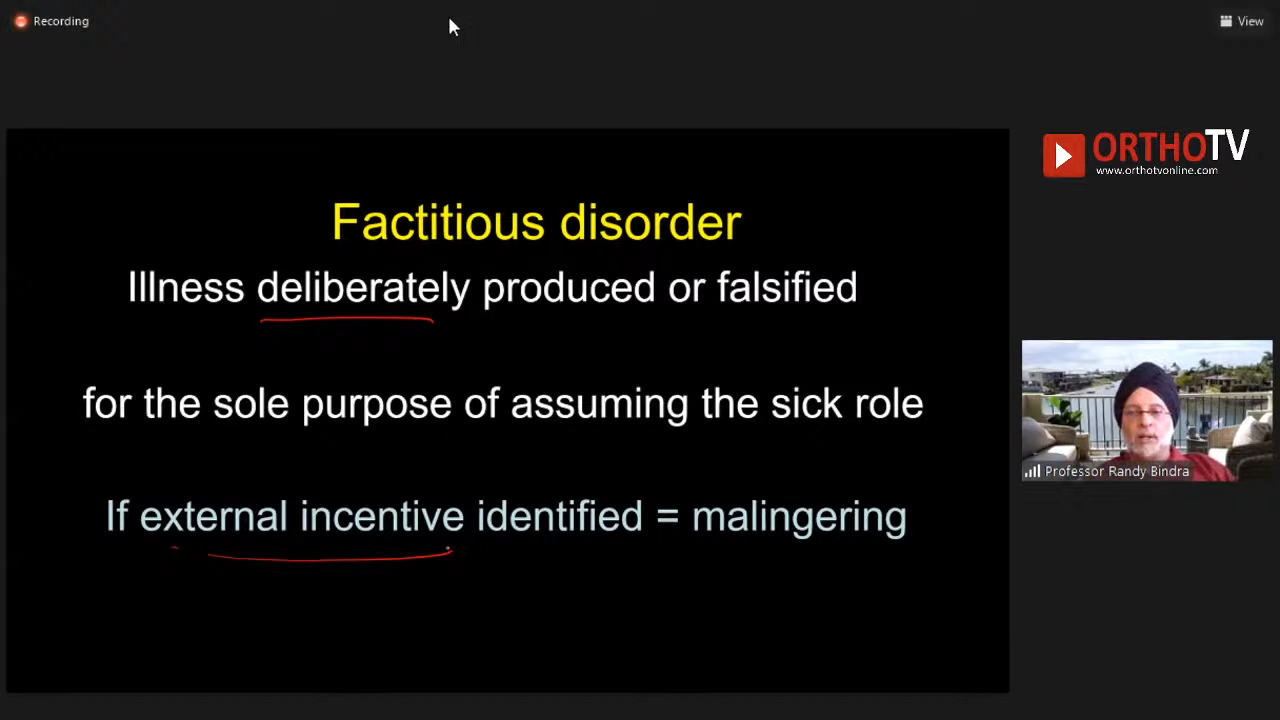 Recording
View
ORTHOTV
www.orthotvonline.com
Factitious disorder
Illness deliberately produced or falsified
for the sole purpose of assuming the sick role
If external incentive identified = malingering
Professor Randy Bindra